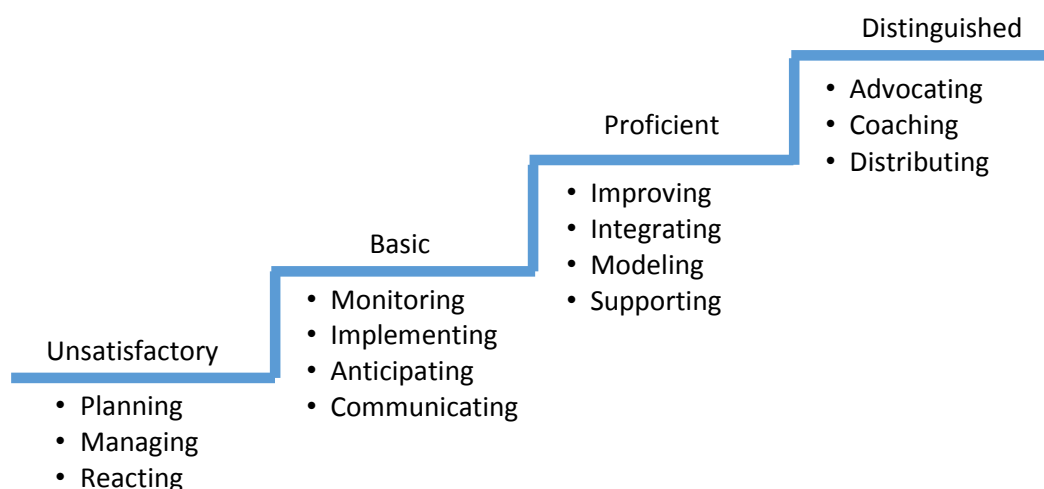 Distinguished
• Advocating
• Coaching
• Distributing
Proficient
• Improving
• Integrating
• Modeling
• Supporting
Basic
• Monitoring
• Implementing
• Anticipating
• Communicating
Unsatisfactory
• Planning
• Managing
• Reacting